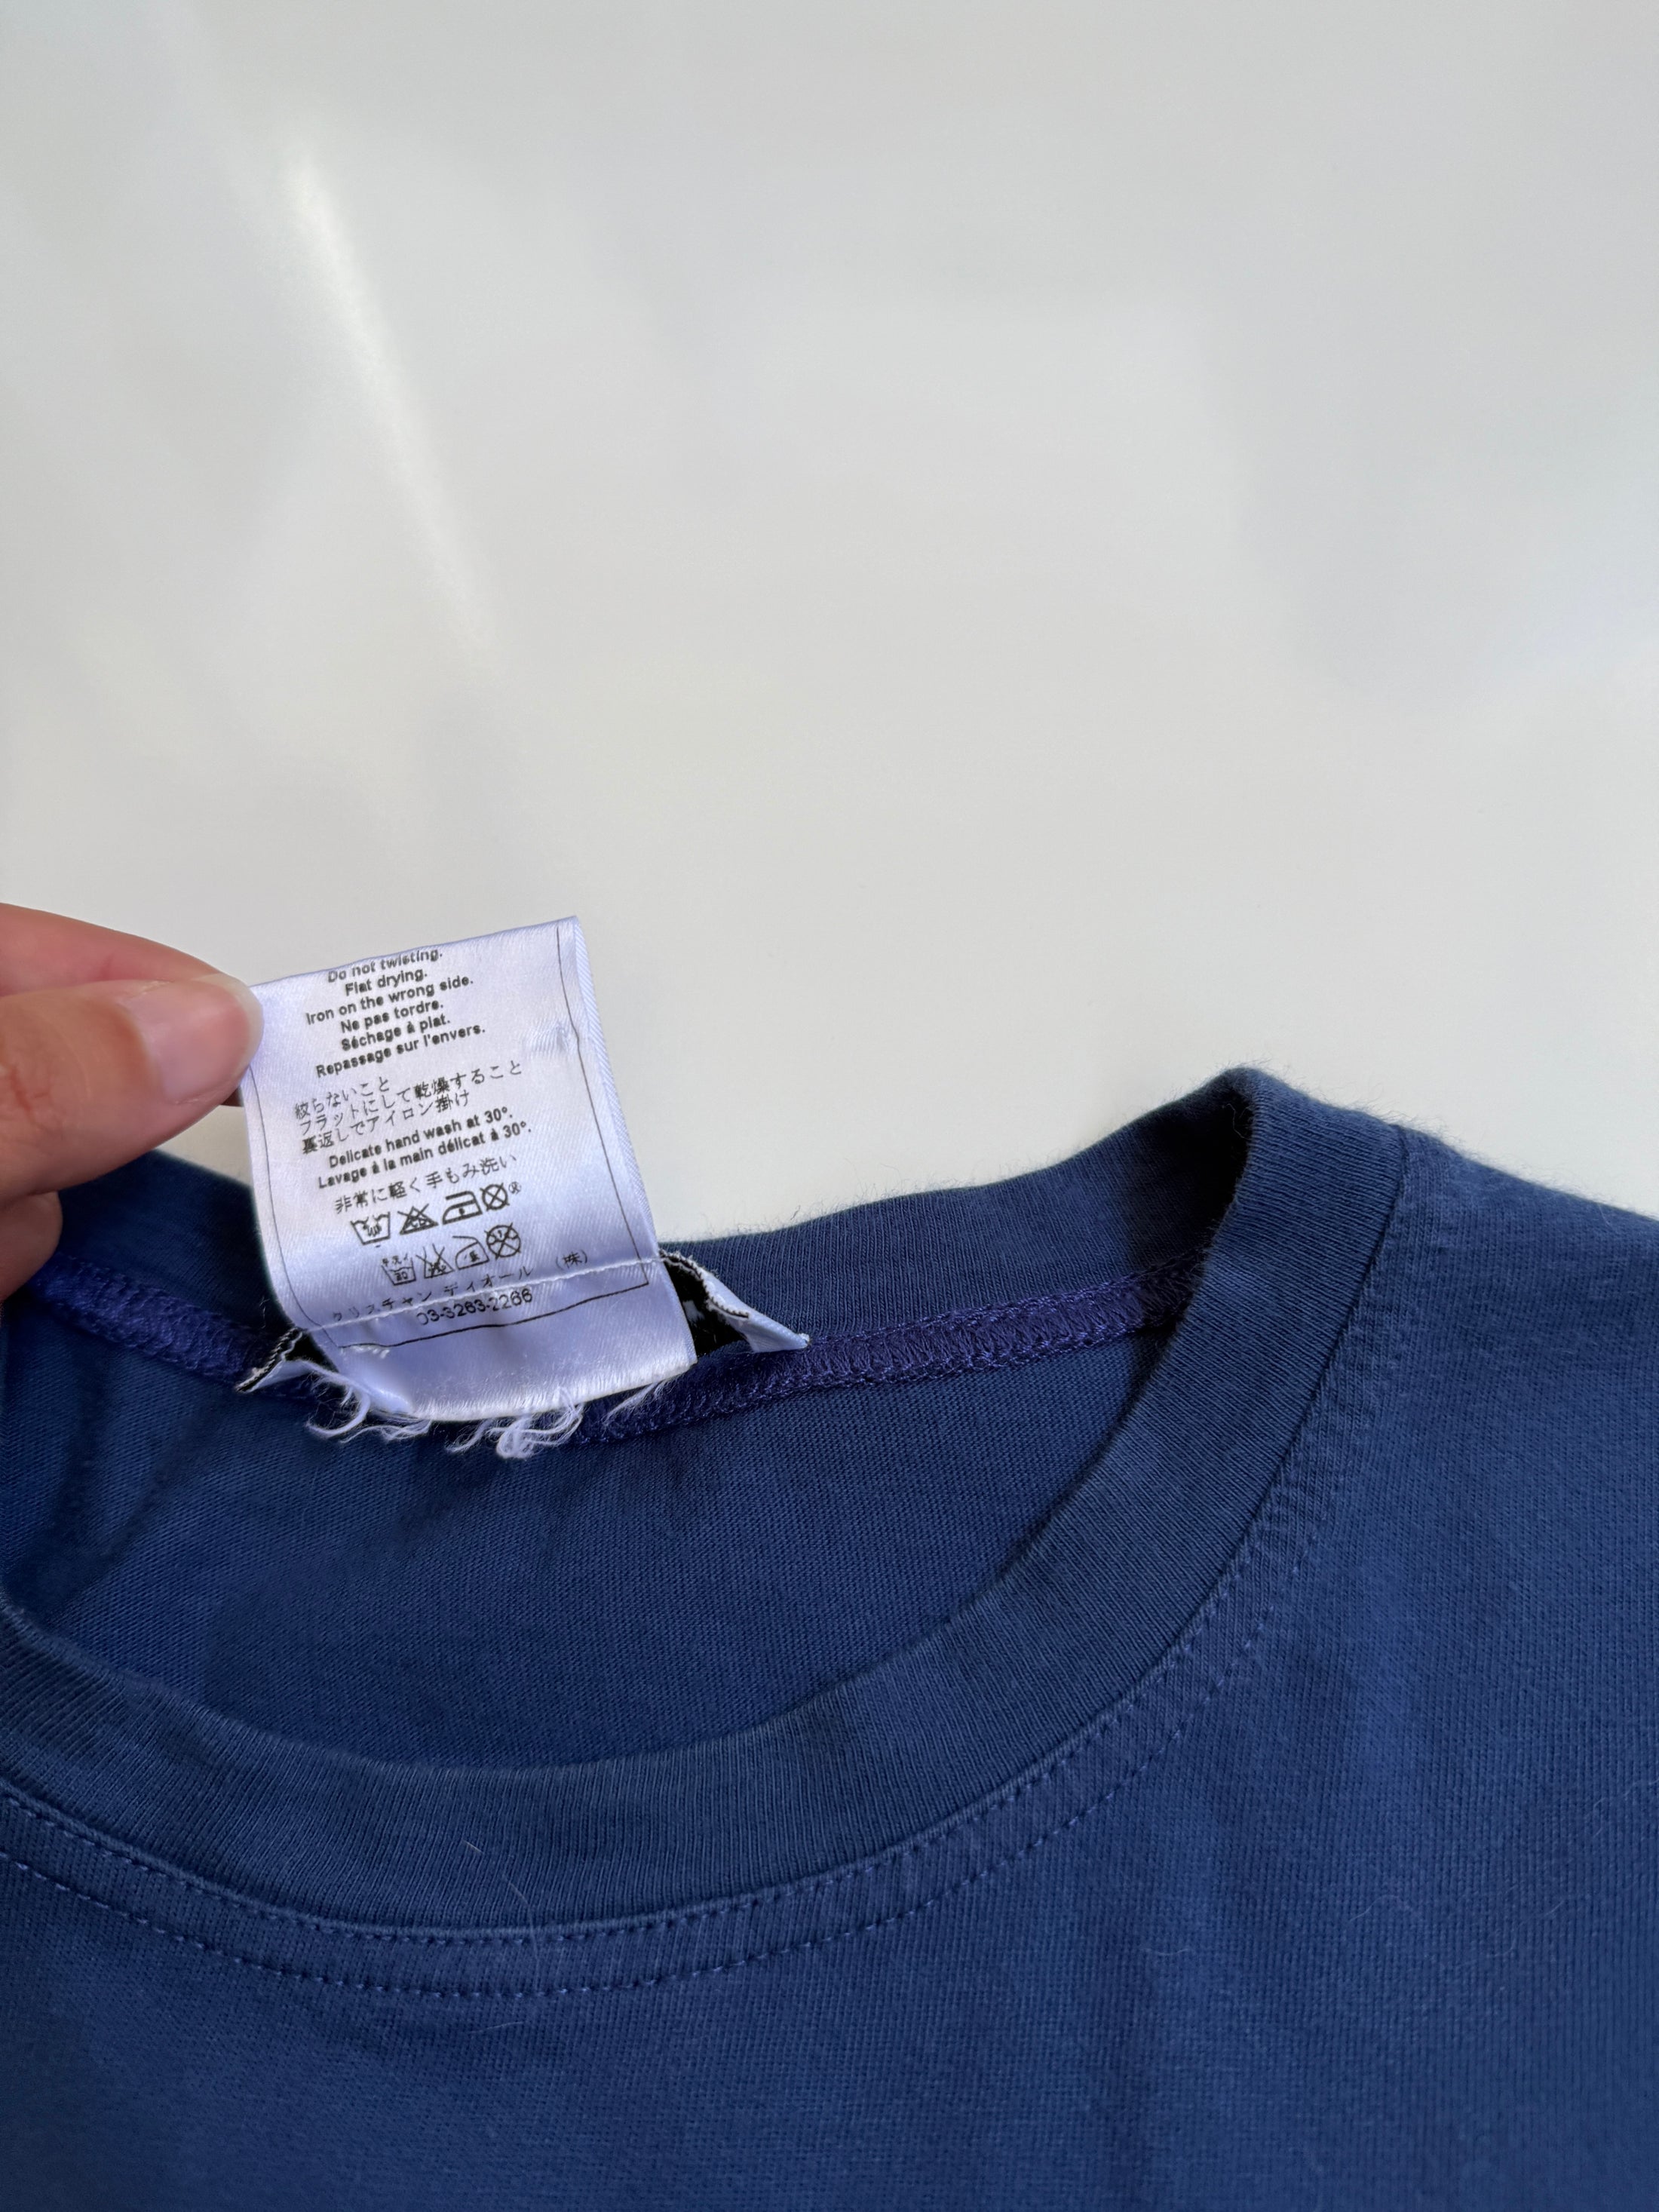 Do not twisting.
Flat drying.
Iron on the wrong side.
Ne pas tordre.
Séchage à plat.
Repassage sur l'envers.
絞らないこと
フラットにして乾燥すること
裏返しでアイロン掛け
Delicate hand wash at 30°.
Lavage à la main délicat à 30°.
非常に軽く手もみ洗い
クリスチャン ディオール (株)
03-3263-2266